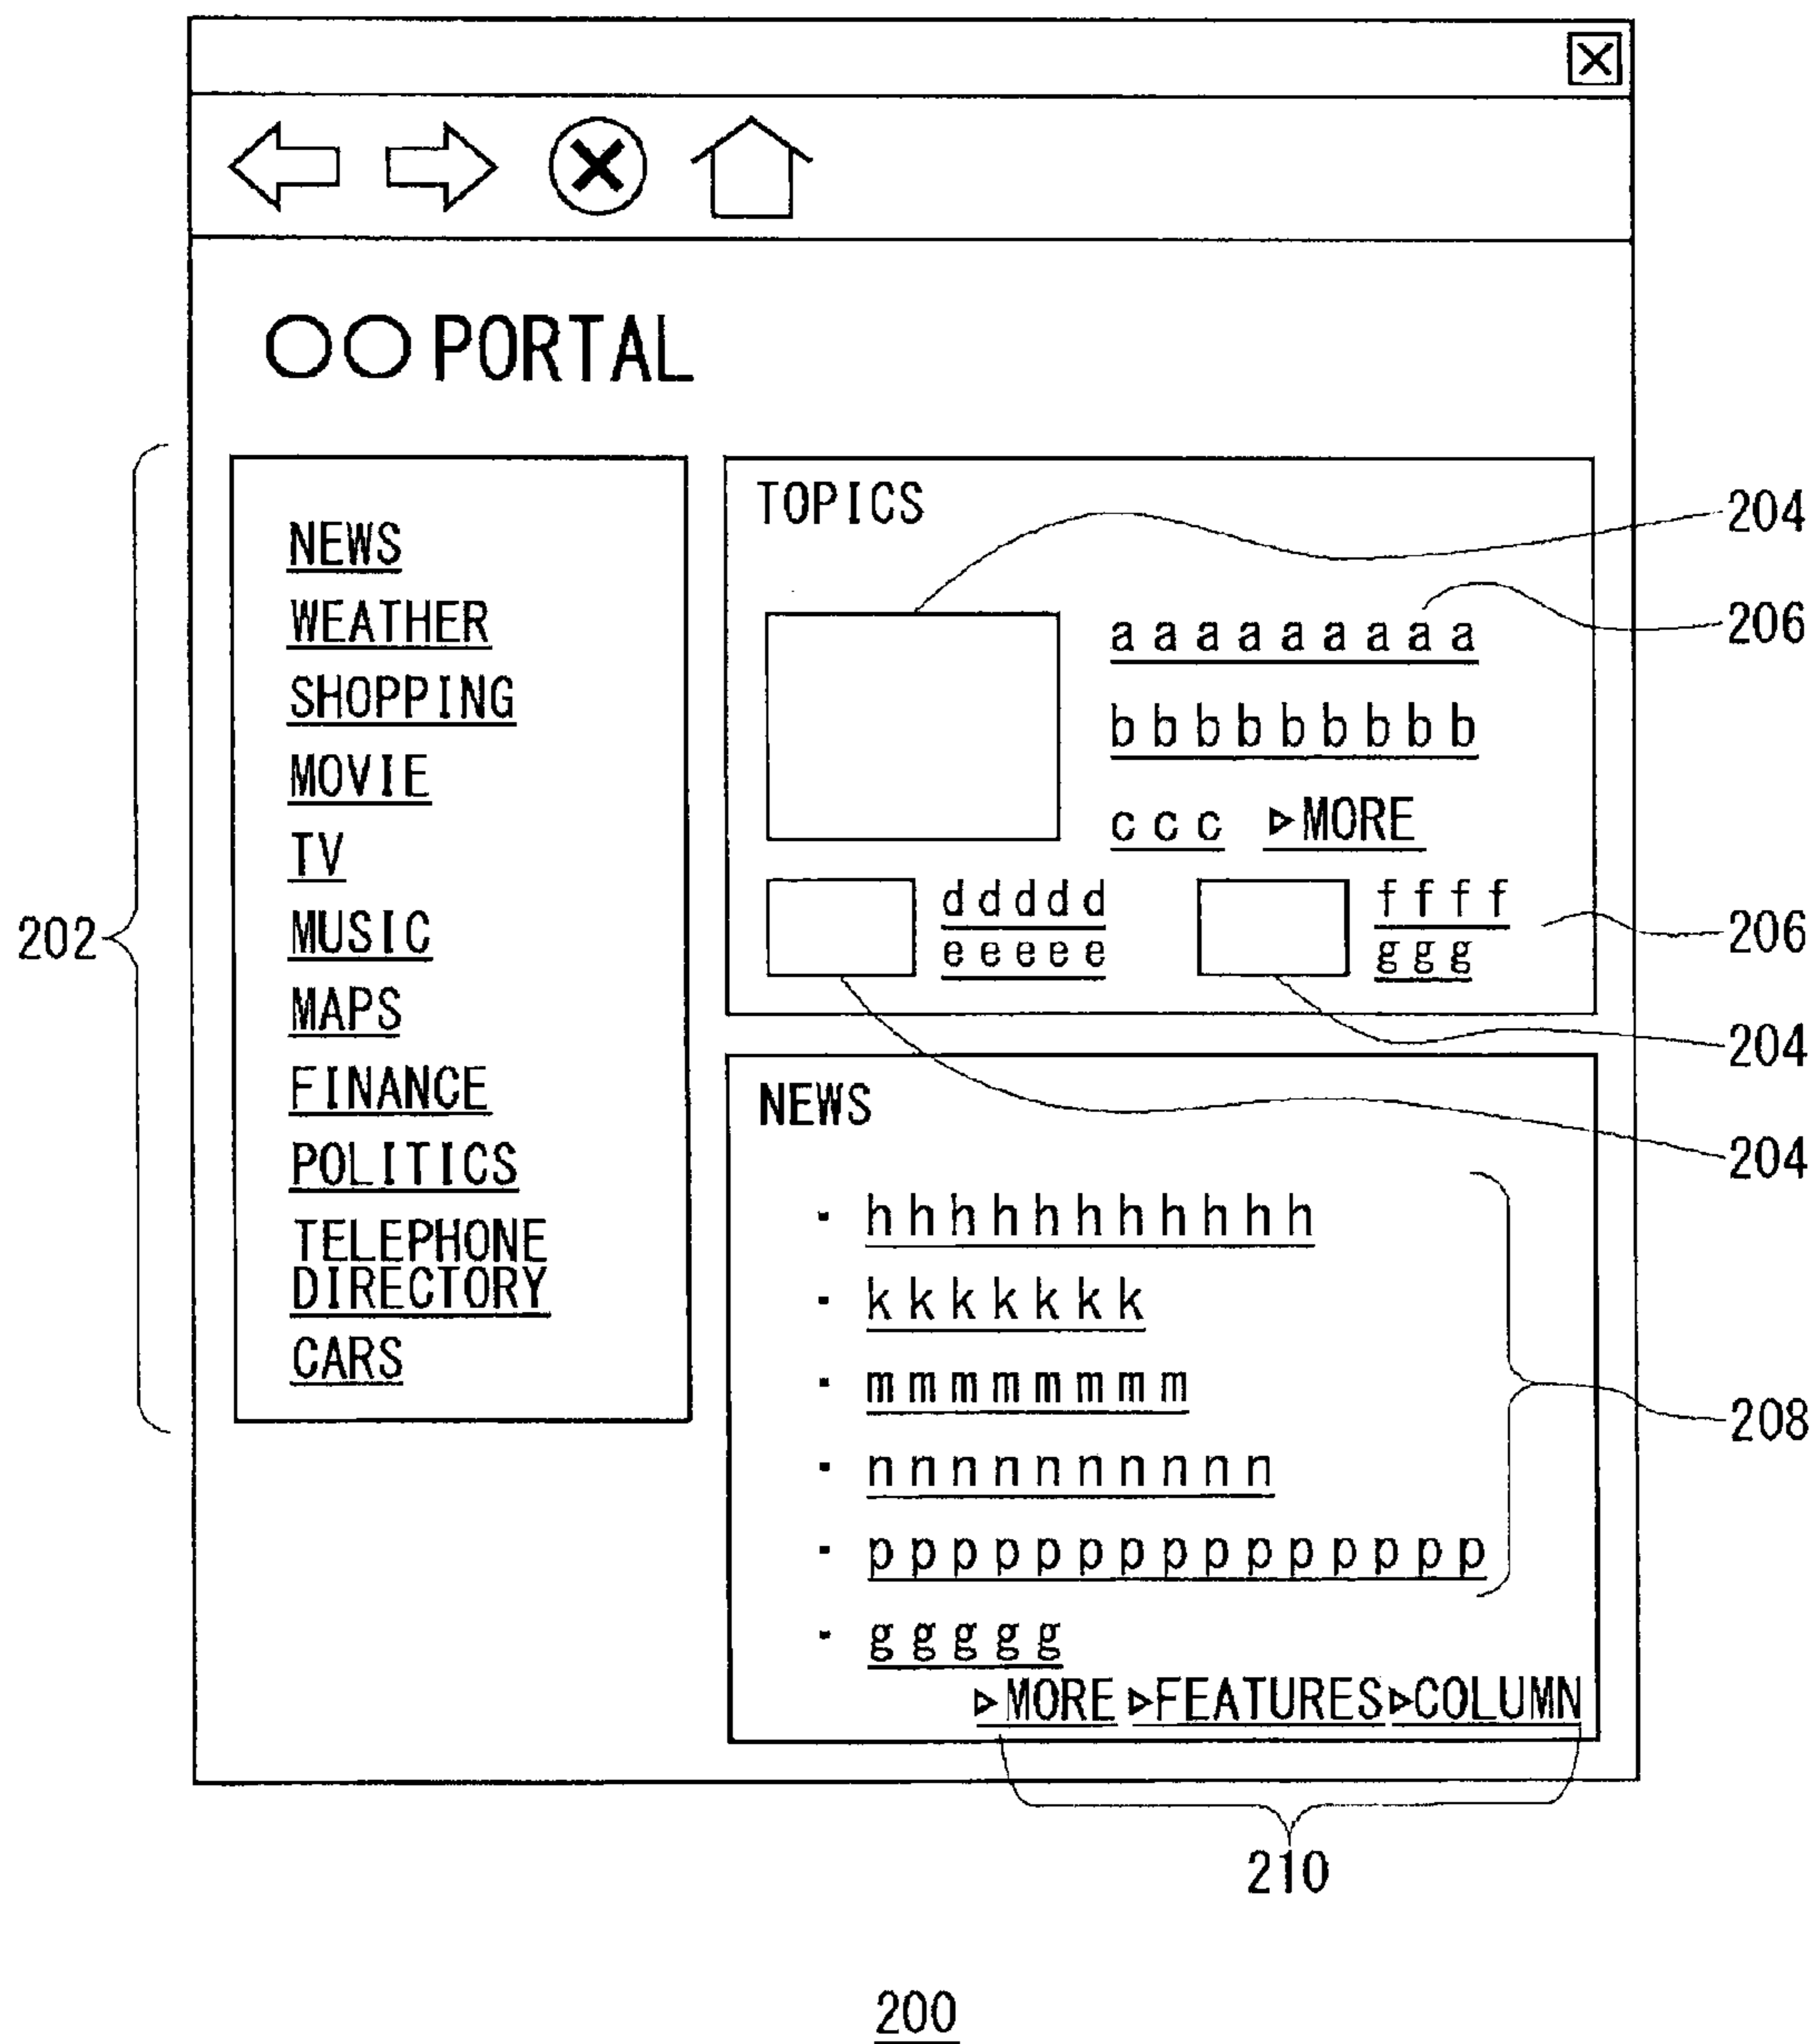 ○○PORTAL
202
NEWS
WEATHER
SHOPPING
MOVIE
TV
MUSIC
MAPS
FINANCE
POLITICS
TELEPHONE
DIRECTORY
CARS
TOPICS
204
a a a a a a a a a
206
b b b b b b b b b
c c c ▷MORE
d d d d d
e e e e e
f f f f
g g g
206
204
204
NEWS
· h h h h h h h h h h h
· k k k k k k k
· m m m m m m m m
· n n n n n n n n n n
· p p p p p p p p p p p p p p p
· g g g g g
208
▷MORE ▷FEATURES ▷COLUMN
210
200